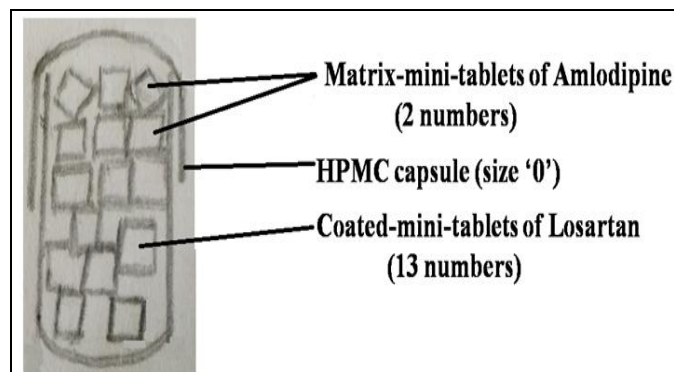 Matrix-mini-tablets of Amlodipine
(2 numbers)
HPMC capsule (size ‘0’)
Coated-mini-tablets of Losartan
(13 numbers)